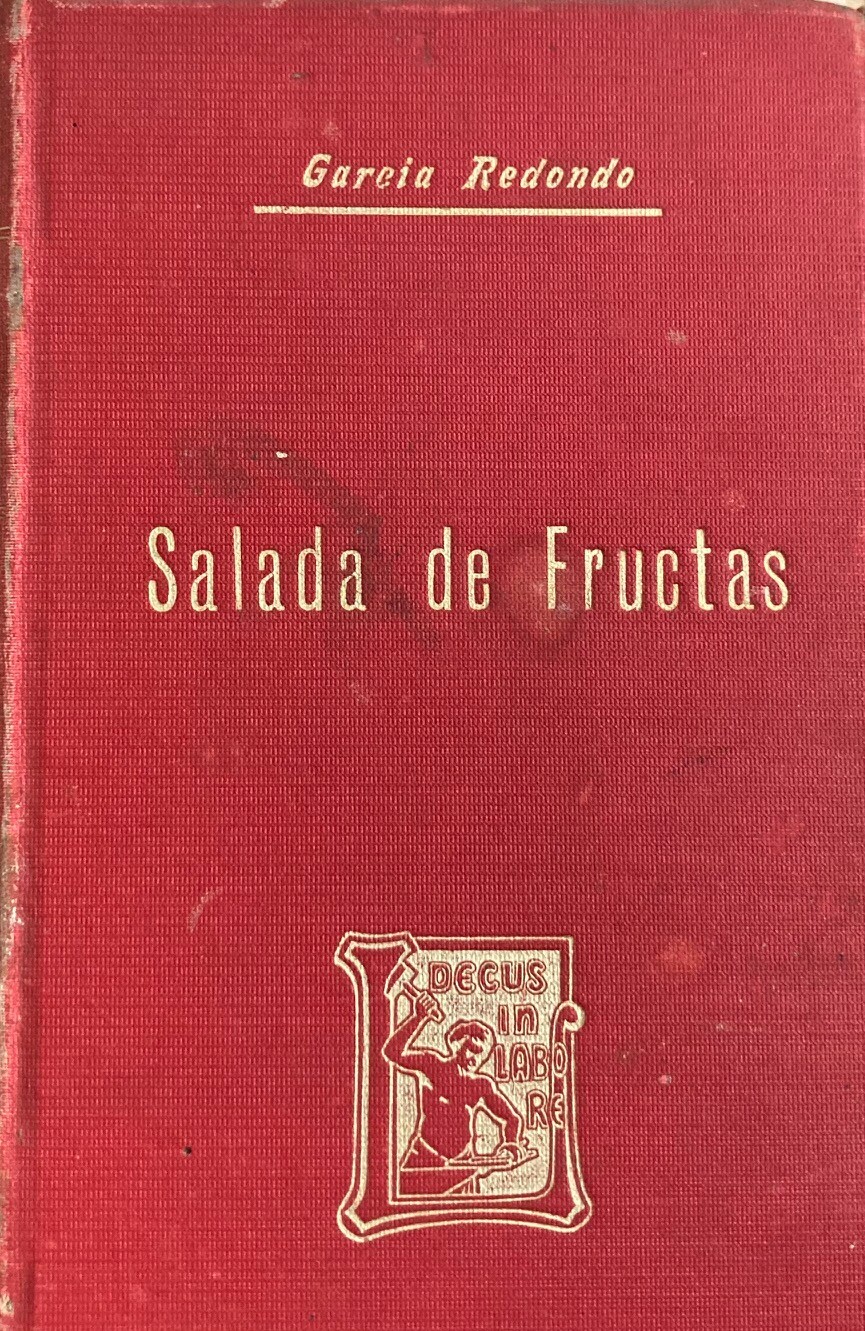 Garcia Redondo
Salada de Fructas
DECUS
in
LABO
RE